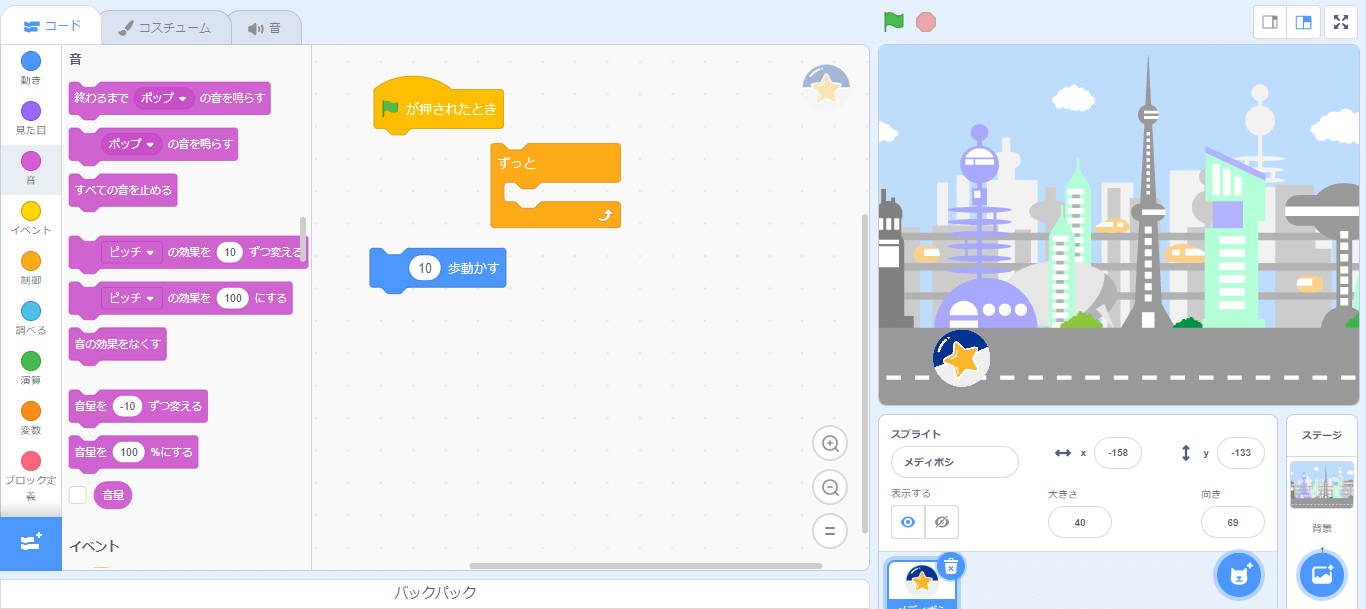 コード
コスチューム
音
動き
見た目
音
イベント
制御
調べる
演算
変数
ブロック定
義
音
終わるまで ポップ の音を鳴らす
ポップ の音を鳴らす
すべての音を止める
ピッチ の効果を 10 ずつ変える
ピッチ の効果を 100 にする
音の効果をなくす
音量を -10 ずつ変える
音量を 100 %にする
音量
イベント
が押されたとき
ずっと
10 歩動かす
バックパック
スプライト
メディボシ
x -158
y -133
表示する
大きさ
40
向き
69
メディボシ
ステージ
背景
1